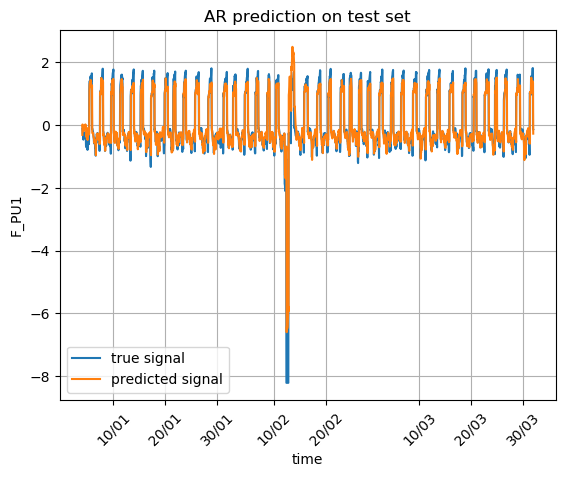 AR prediction on test set
F_PU1
2
0
−2
−4
−6
−8
true signal
predicted signal
10/01
20/01
30/01
10/02
20/02
10/03
20/03
30/03
time